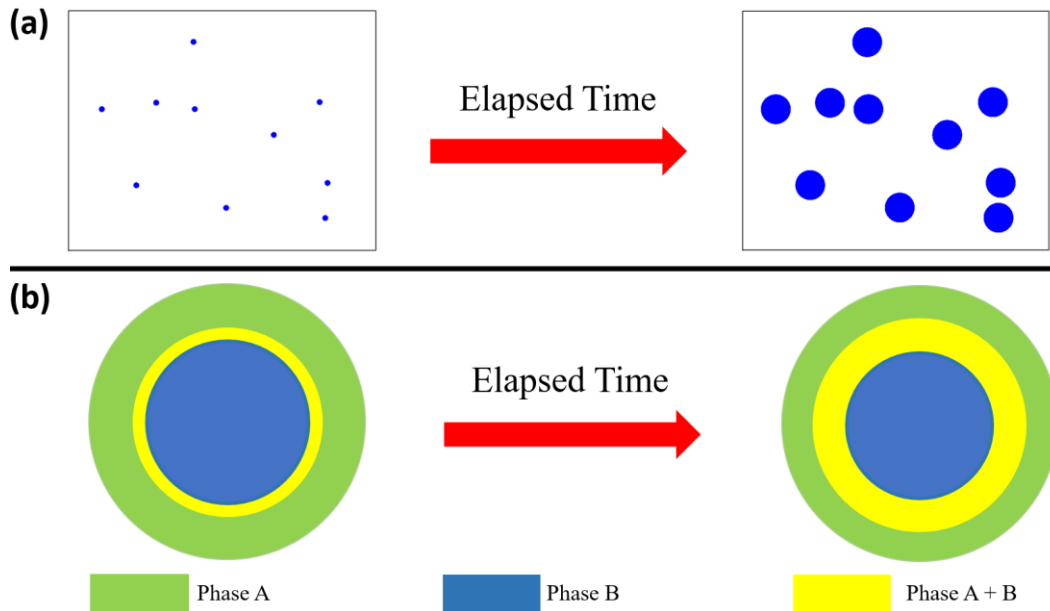 (a)
Elapsed Time
(b)
Elapsed Time
Phase A
Phase B
Phase A + B